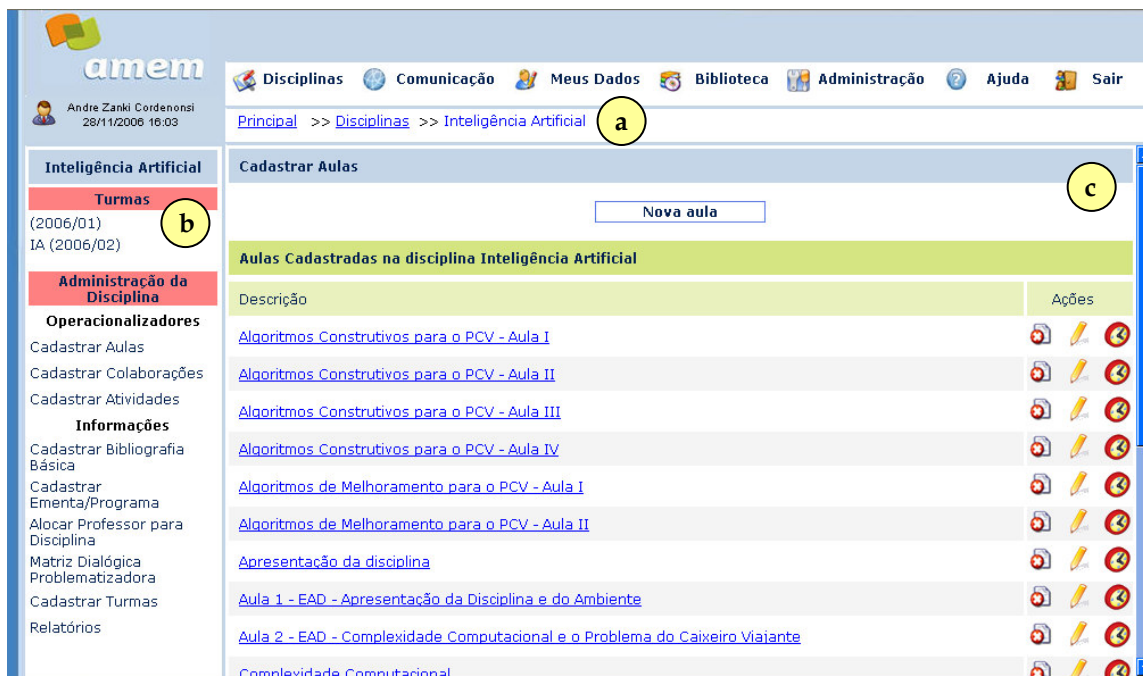 amem
Andre Zanki Cordenonsi
28/11/2006 16:03
Disciplinas Comunicação Meus Dados Biblioteca Administração Ajuda Sair
Principal >> Disciplinas >> Inteligência Artificial
a
Inteligência Artificial
Turmas
(2006/01)
b
IA (2006/02)
Administração da
Disciplina
Operacionalizadores
Cadastrar Aulas
Cadastrar Colaborações
Cadastrar Atividades
Informações
Cadastrar Bibliografia
Básica
Cadastrar
Ementa/Programa
Alocar Professor para
Disciplina
Matriz Dialógica
Problematizadora
Cadastrar Turmas
Relatórios
Cadastrar Aulas
c
Nova aula
Aulas Cadastradas na disciplina Inteligência Artificial
Descrição Ações
Algoritmos Construtivos para o PCV - Aula I
Algoritmos Construtivos para o PCV - Aula II
Algoritmos Construtivos para o PCV - Aula III
Algoritmos Construtivos para o PCV - Aula IV
Algoritmos de Melhoramento para o PCV - Aula I
Algoritmos de Melhoramento para o PCV - Aula II
Apresentação da disciplina
Aula 1 - EAD - Apresentação da Disciplina e do Ambiente
Aula 2 - EAD - Complexidade Computacional e o Problema do Caixeiro Viajante
Complexidade Computacional